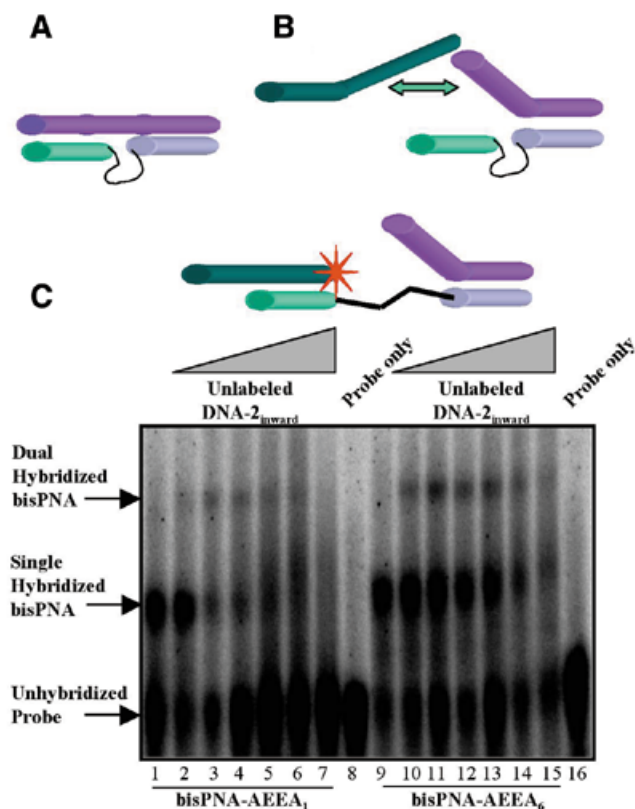 A
B
C
Unlabeled
DNA-2inward
Probe only
Unlabeled
DNA-2inward
Probe only
Dual
Hybridized
bisPNA
Single
Hybridized
bisPNA
Unhybridized
Probe
1 2 3 4 5 6 7 8 9 10 11 12 13 14 15 16
bisPNA-AEEA1
bisPNA-AEEA6